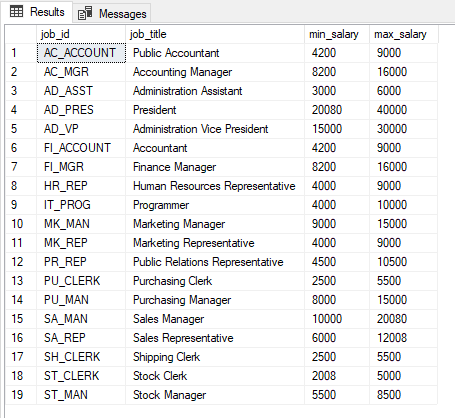 Results Messages
job_id job_title min_salary max_salary
1 AC_ACCOUNT Public Accountant 4200 9000
2 AC_MGR Accounting Manager 8200 16000
3 AD_ASST Administration Assistant 3000 6000
4 AD_PRES President 20080 40000
5 AD_VP Administration Vice President 15000 30000
6 FI_ACCOUNT Accountant 4200 9000
7 FI_MGR Finance Manager 8200 16000
8 HR_REP Human Resources Representative 4000 9000
9 IT_PROG Programmer 4000 10000
10 MK_MAN Marketing Manager 9000 15000
11 MK_REP Marketing Representative 4000 9000
12 PR_REP Public Relations Representative 4500 10500
13 PU_CLERK Purchasing Clerk 2500 5500
14 PU_MAN Purchasing Manager 8000 15000
15 SA_MAN Sales Manager 10000 20080
16 SA_REP Sales Representative 6000 12008
17 SH_CLERK Shipping Clerk 2500 5500
18 ST_CLERK Stock Clerk 2008 5000
19 ST_MAN Stock Manager 5500 8500